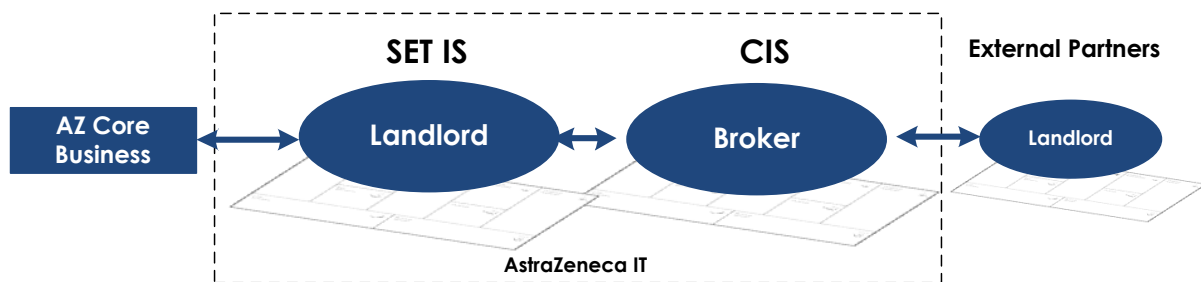 SET IS
CIS
External Partners
AZ Core
Business
Landlord
Broker
Landlord
AstraZeneca IT